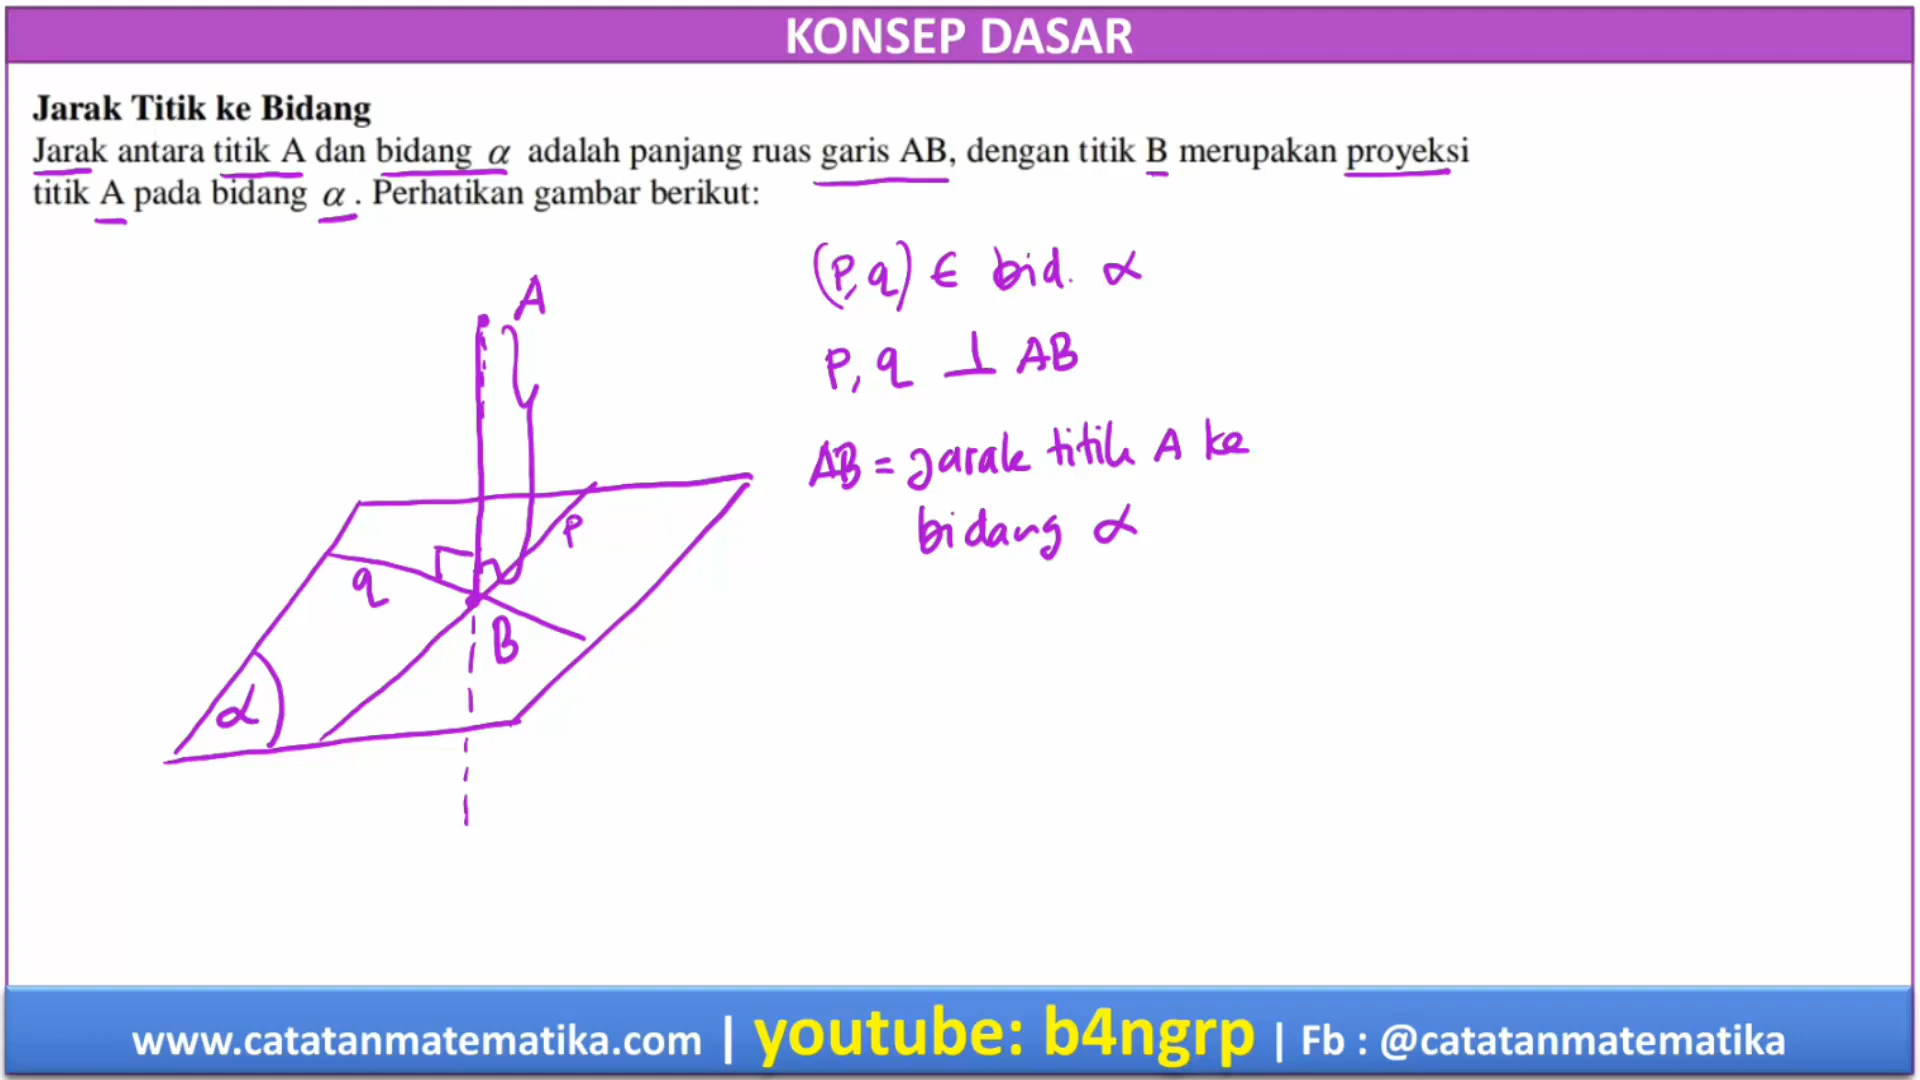 KONSEP DASAR
Jarak Titik ke Bidang
Jarak antara titik A dan bidang α adalah panjang ruas garis AB, dengan titik B merupakan proyeksi
titik A pada bidang α . Perhatikan gambar berikut:
A
(p, q) ∈ bid. α
p, q ⊥ AB
AB = jarak titik A ke
bidang α
p
q
B
α
www.catatanmatematika.com | youtube: b4ngrp | Fb : @catatanmatematika